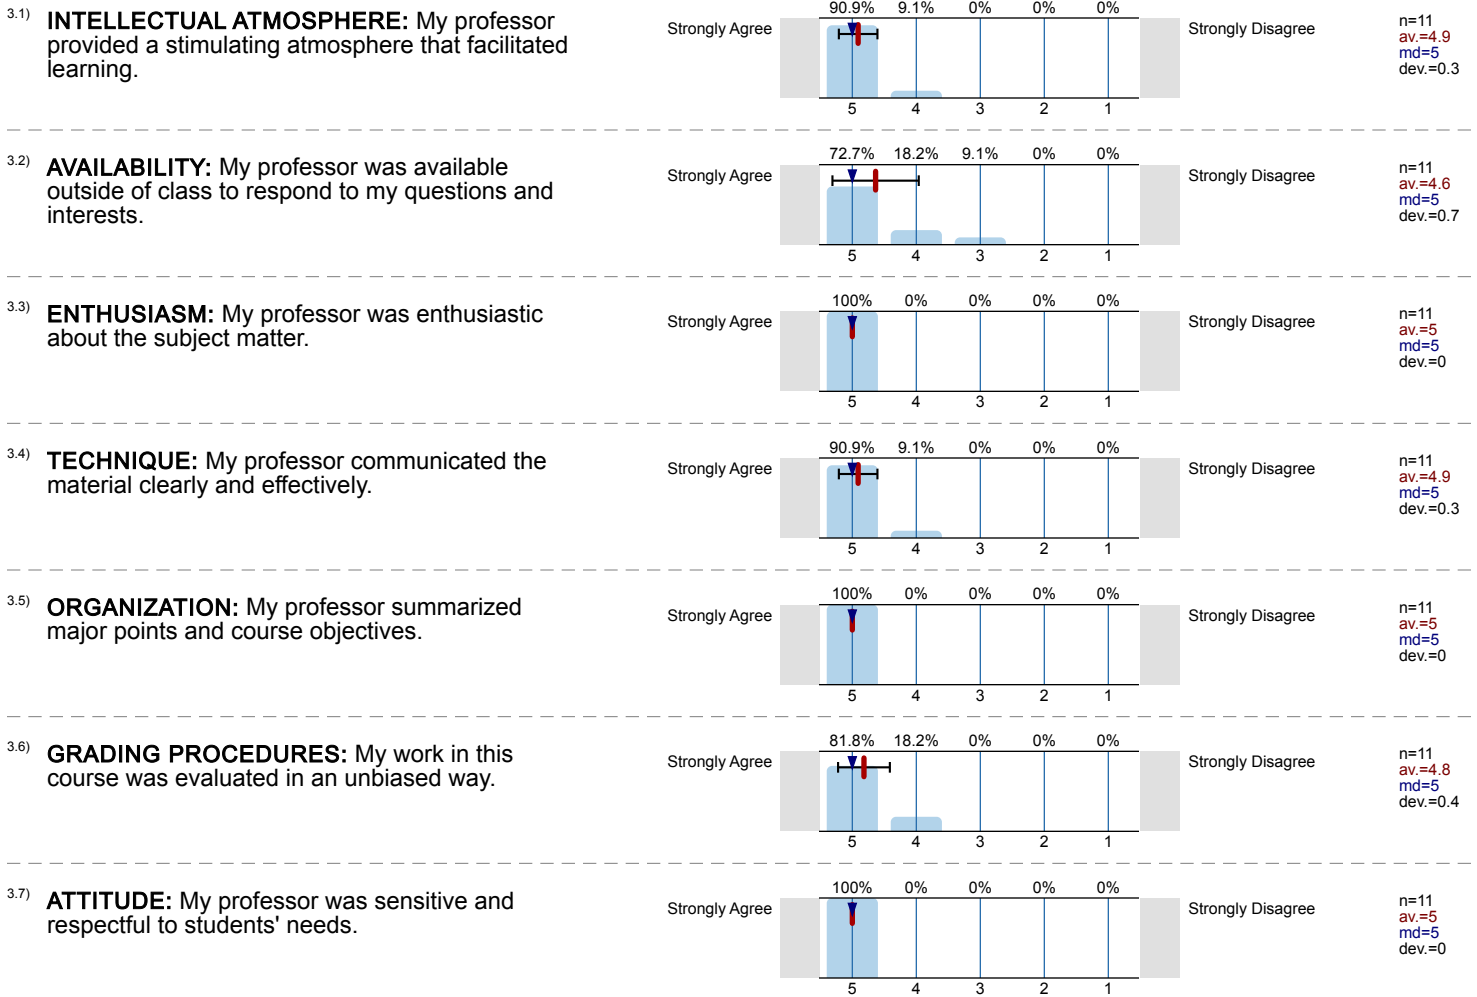 3.1) INTELLECTUAL ATMOSPHERE: My professor
provided a stimulating atmosphere that facilitated
learning.
Strongly Agree
90.9% 9.1% 0% 0% 0%
5 4 3 2 1
Strongly Disagree
n=11
av.=4.9
md=5
dev.=0.3
3.2) AVAILABILITY: My professor was available
outside of class to respond to my questions and
interests.
Strongly Agree
72.7% 18.2% 9.1% 0% 0%
5 4 3 2 1
Strongly Disagree
n=11
av.=4.6
md=5
dev.=0.7
3.3) ENTHUSIASM: My professor was enthusiastic
about the subject matter.
Strongly Agree
100% 0% 0% 0% 0%
5 4 3 2 1
Strongly Disagree
n=11
av.=5
md=5
dev.=0
3.4) TECHNIQUE: My professor communicated the
material clearly and effectively.
Strongly Agree
90.9% 9.1% 0% 0% 0%
5 4 3 2 1
Strongly Disagree
n=11
av.=4.9
md=5
dev.=0.3
3.5) ORGANIZATION: My professor summarized
major points and course objectives.
Strongly Agree
100% 0% 0% 0% 0%
5 4 3 2 1
Strongly Disagree
n=11
av.=5
md=5
dev.=0
3.6) GRADING PROCEDURES: My work in this
course was evaluated in an unbiased way.
Strongly Agree
81.8% 18.2% 0% 0% 0%
5 4 3 2 1
Strongly Disagree
n=11
av.=4.8
md=5
dev.=0.4
3.7) ATTITUDE: My professor was sensitive and
respectful to students' needs.
Strongly Agree
100% 0% 0% 0% 0%
5 4 3 2 1
Strongly Disagree
n=11
av.=5
md=5
dev.=0